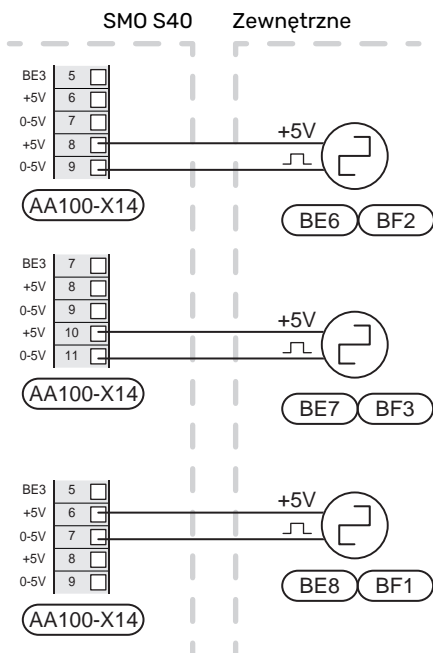 SMO S40 Zewnętrzne
BE3 5
+5V 6
0-5V 7
+5V 8
0-5V 9
+5V
AA100-X14
BE6 BF2
BE3 7
+5V 8
0-5V 9
+5V 10
0-5V 11
+5V
AA100-X14
BE7 BF3
BE3 5
+5V 6
0-5V 7
+5V 8
0-5V 9
+5V
AA100-X14
BE8 BF1